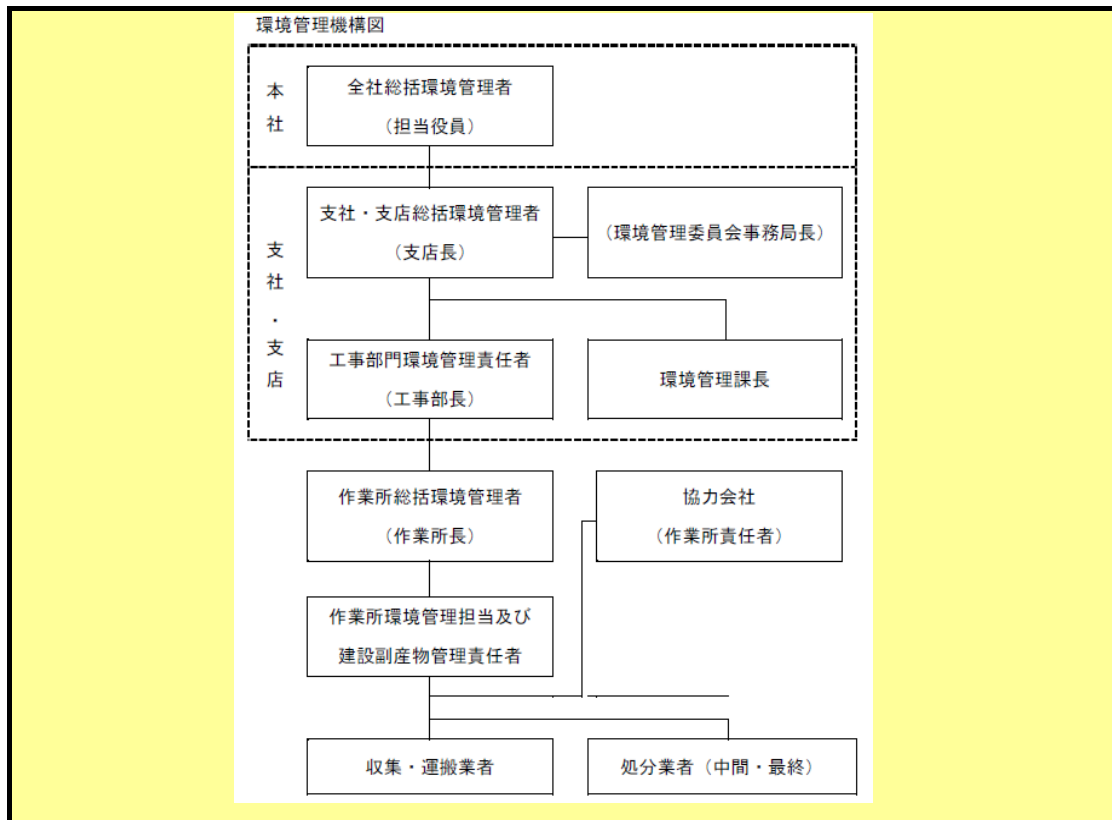 環境管理機構図
本社
全社総括環境管理者
（担当役員）
支社・支店
支社・支店総括環境管理者
（支店長）
（環境管理委員会事務局長）
工事部門環境管理責任者
（工事部長）
環境管理課長
作業所総括環境管理者
（作業所長）
協力会社
（作業所責任者）
作業所環境管理担当及び
建設副産物管理責任者
収集・運搬業者
処分業者（中間・最終）